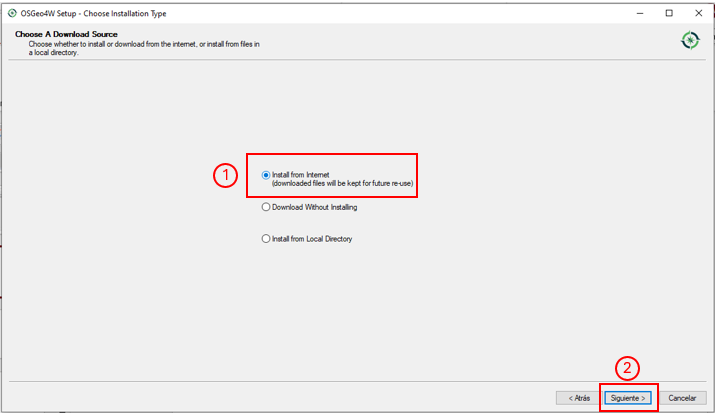 OSGeo4W Setup - Choose Installation Type
Choose A Download Source
Choose whether to install or download from the internet, or install from files in
a local directory.
1
Install from Internet
(downloaded files will be kept for future re-use)
Download Without Installing
Install from Local Directory
2
< Atrás
Siguiente >
Cancelar